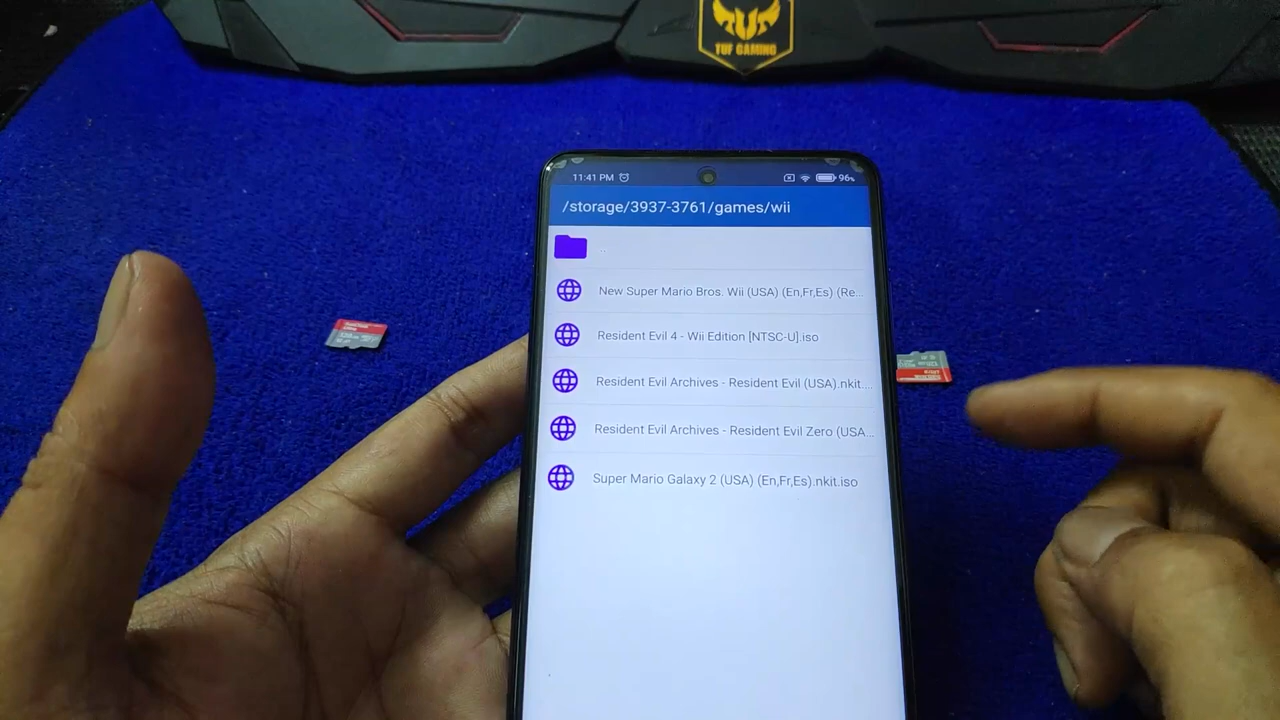 TUF GAMING
11:41 PM
96%
/storage/3937-3761/games/wii
..
New Super Mario Bros. Wii (USA) (En,Fr,Es) (Re...
Resident Evil 4 - Wii Edition [NTSC-U].iso
Resident Evil Archives - Resident Evil (USA).nkit....
Resident Evil Archives - Resident Evil Zero (USA...
Super Mario Galaxy 2 (USA) (En,Fr,Es).nkit.iso